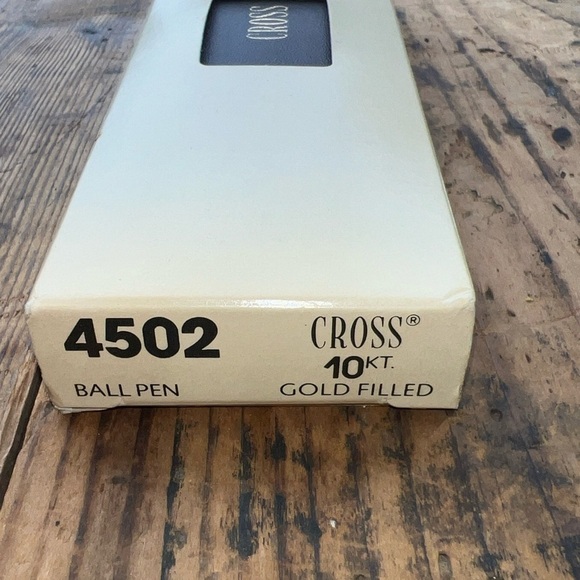 CROSS
4502
BALL PEN
CROSS®
10KT.
GOLD FILLED